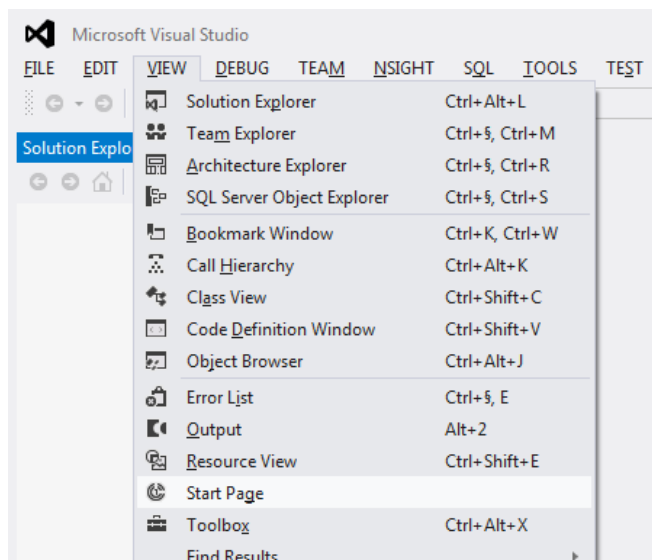 Microsoft Visual Studio
FILE EDIT VIEW DEBUG TEAM NSIGHT SQL TOOLS TEST
Solution Explo
Solution Explorer Ctrl+Alt+L
Team Explorer Ctrl+§, Ctrl+M
Architecture Explorer Ctrl+§, Ctrl+R
SQL Server Object Explorer Ctrl+§, Ctrl+S
Bookmark Window Ctrl+K, Ctrl+W
Call Hierarchy Ctrl+Alt+K
Class View Ctrl+Shift+C
Code Definition Window Ctrl+Shift+V
Object Browser Ctrl+Alt+J
Error List Ctrl+§, E
Output Alt+2
Resource View Ctrl+Shift+E
Start Page
Toolbox Ctrl+Alt+X
Find Results